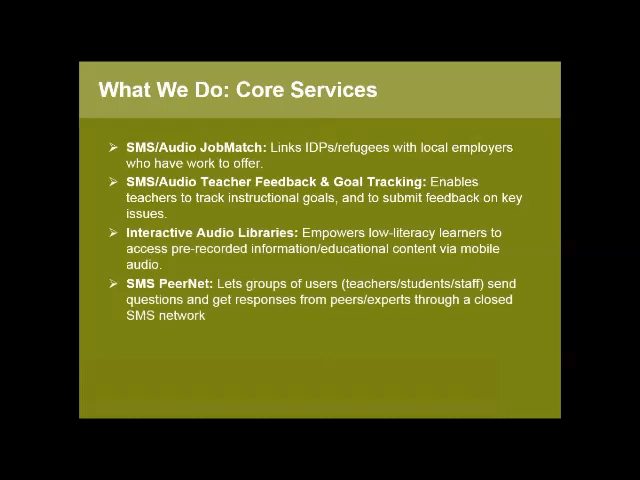 What We Do: Core Services
SMS/Audio JobMatch: Links IDPs/refugees with local employers
who have work to offer.
SMS/Audio Teacher Feedback & Goal Tracking: Enables
teachers to track instructional goals, and to submit feedback on key
issues.
Interactive Audio Libraries: Empowers low-literacy learners to
access pre-recorded information/educational content via mobile
audio.
SMS PeerNet: Lets groups of users (teachers/students/staff) send
questions and get responses from peers/experts through a closed
SMS network